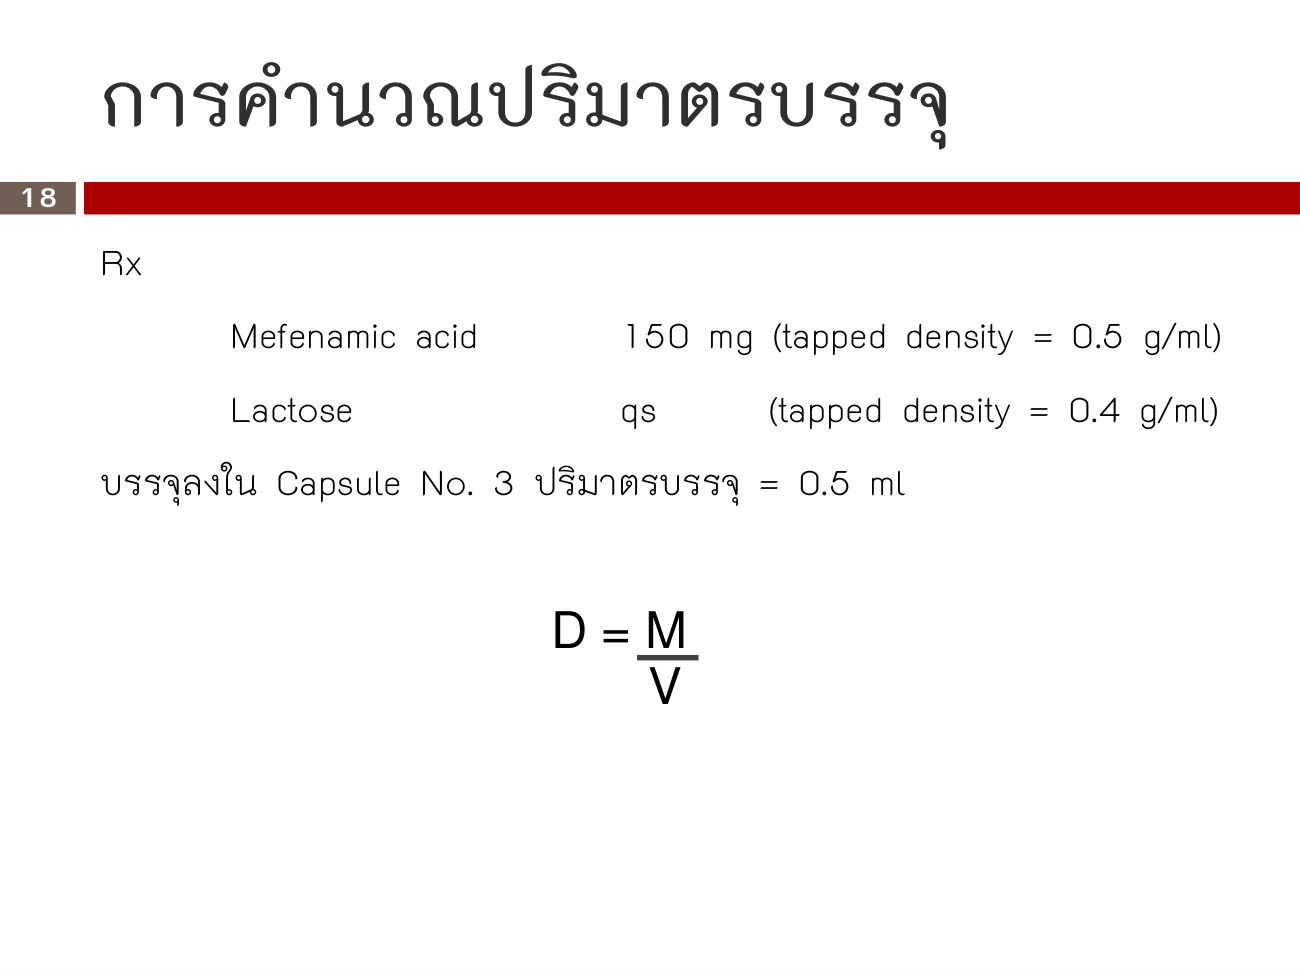 การคำนวณปริมาตรบรรจุ
18
Rx
Mefenamic acid 150 mg (tapped density = 0.5 g/ml)
Lactose qs (tapped density = 0.4 g/ml)
บรรจุลงใน Capsule No. 3 ปริมาตรบรรจุ = 0.5 ml
D = M
V